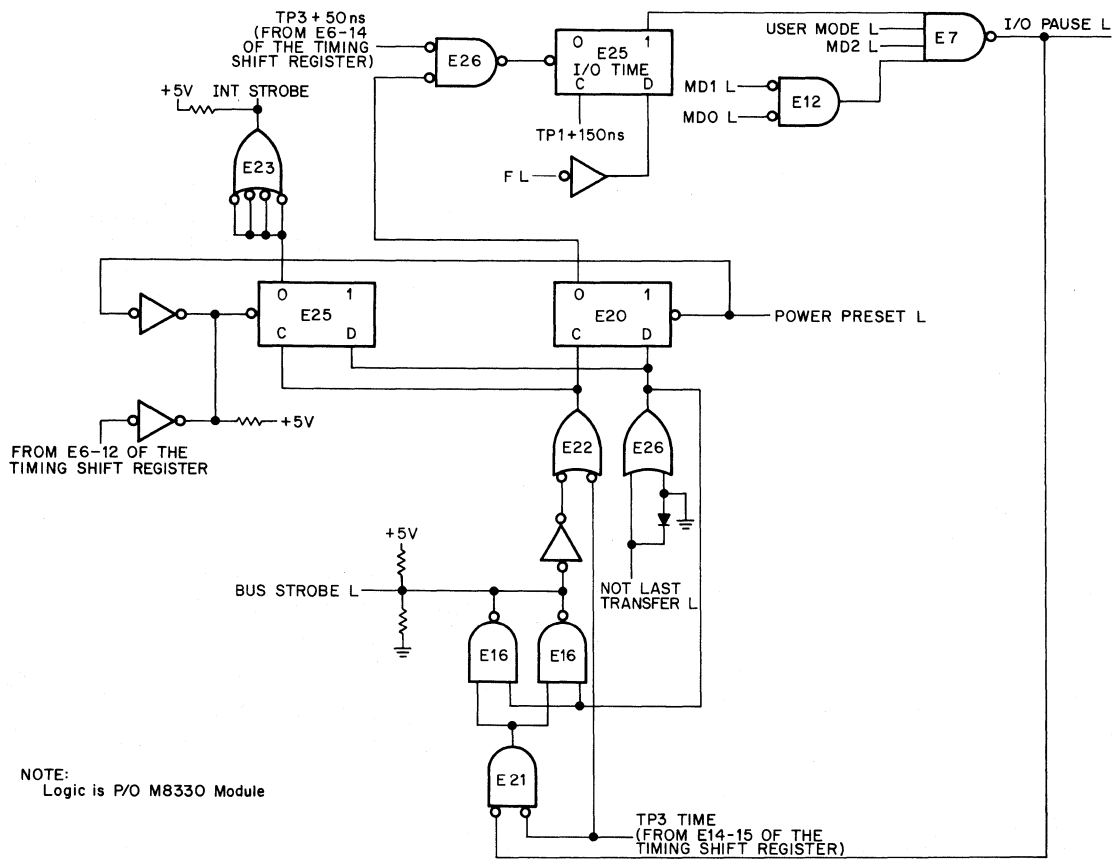 TP3 + 50ns
(FROM E6-14
OF THE TIMING
SHIFT REGISTER)
E26
O 1
E25
I/O TIME
C D
TP1+150ns
F L
USER MODE L
MD2 L
E7
I/O PAUSE L
MD1 L
MD0 L
E12
+5V INT STROBE
E23
O 1
E25
C D
O 1
E20
C D
POWER PRESET L
+5V
FROM E6-12 OF THE
TIMING SHIFT REGISTER
E22
E26
+5V
BUS STROBE L
NOT LAST
TRANSFER L
E16
E16
E21
NOTE:
Logic is P/O M8330 Module
TP3 TIME
(FROM E14-15 OF THE
TIMING SHIFT REGISTER)